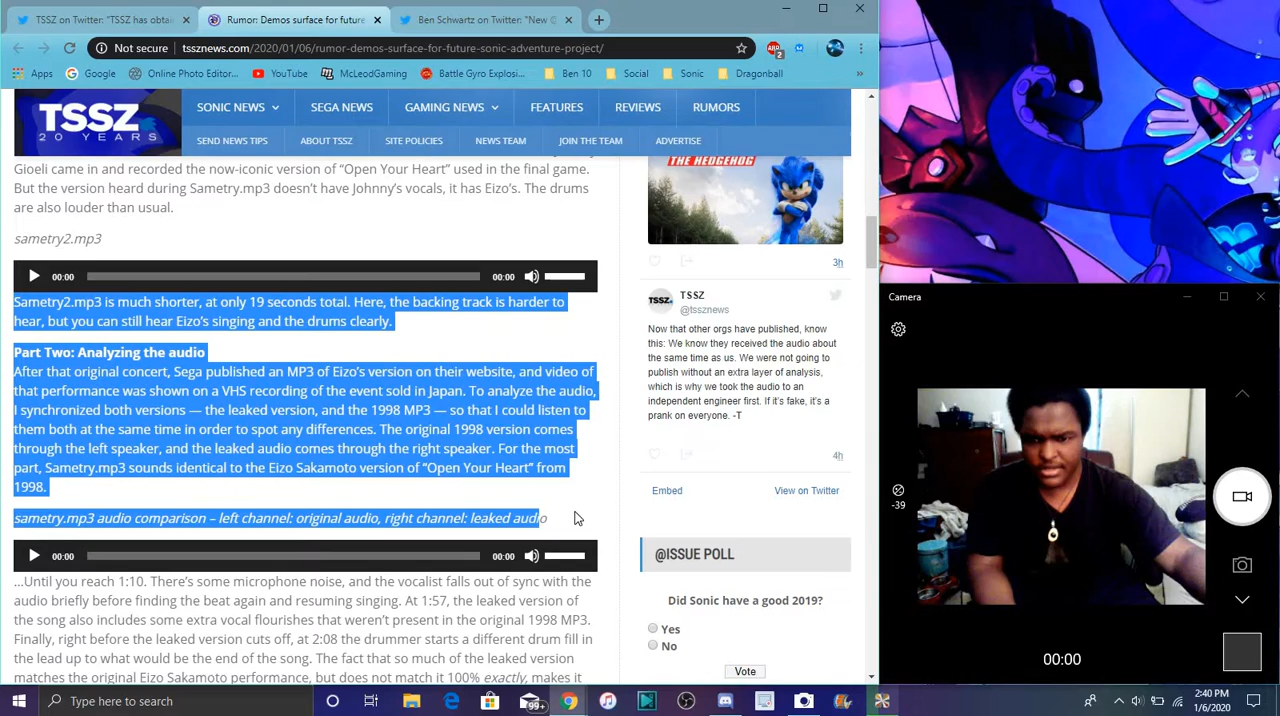 TSSZ on Twitter: "TSSZ has obtai
Rumor: Demos surface for future
Ben Schwartz on Twitter: "New
Not secure
tssznews.com/2020/01/06/rumor-demos-surface-for-future-sonic-adventure-project/
Apps
Google
Online Photo Editor...
YouTube
McLeodGaming
Battle Gyro Explosi...
Ben 10
Social
Sonic
Dragonball
»
TSSZ
20 YEARS
SONIC NEWS
SEGA NEWS
GAMING NEWS
FEATURES
REVIEWS
RUMORS
SEND NEWS TIPS
ABOUT TSSZ
SITE POLICIES
NEWS TEAM
JOIN THE TEAM
ADVERTISE
Gioeli came in and recorded the now-iconic version of “Open Your Heart” used in the final game.
But the version heard during Sametry.mp3 doesn’t have Johnny’s vocals, it has Eizo’s. The drums
are also louder than usual.
sametry2.mp3
00:00
00:00
Sametry2.mp3 is much shorter, at only 19 seconds total. Here, the backing track is harder to
hear, but you can still hear Eizo’s singing and the drums clearly.
Part Two: Analyzing the audio
After that original concert, Sega published an MP3 of Eizo’s version on their website, and video of
that performance was shown on a VHS recording of the event sold in Japan. To analyze the audio,
I synchronized both versions — the leaked version, and the 1998 MP3 — so that I could listen to
them both at the same time in order to spot any differences. The original 1998 version comes
through the left speaker, and the leaked audio comes through the right speaker. For the most
part, Sametry.mp3 sounds identical to the Eizo Sakamoto version of “Open Your Heart” from
1998.
sametry.mp3 audio comparison – left channel: original audio, right channel: leaked audio
00:00
00:00
...Until you reach 1:10. There’s some microphone noise, and the vocalist falls out of sync with the
audio briefly before finding the beat again and resuming singing. At 1:57, the leaked version of
the song also includes some extra vocal flourishes that weren’t present in the original 1998 MP3.
Finally, right before the leaked version cuts off, at 2:08 the drummer starts a different drum fill in
the lead up to what would be the end of the song. The fact that so much of the leaked version
matches the original Eizo Sakamoto performance, but does not match it 100% exactly, makes it
THE HEDGEHOG
3h
TSSZ
TSSZ
@tssznews
Now that other orgs have published, know
this: We know they received the audio about
the same time as us. We were not going to
publish without an extra layer of analysis,
which is why we took the audio to an
independent engineer first. If it's fake, it's a
prank on everyone. -T
4h
Embed
View on Twitter
@ISSUE POLL
Did Sonic have a good 2019?
Yes
No
Vote
Camera
-39
00:00
Type here to search
99+
2:40 PM
1/6/2020